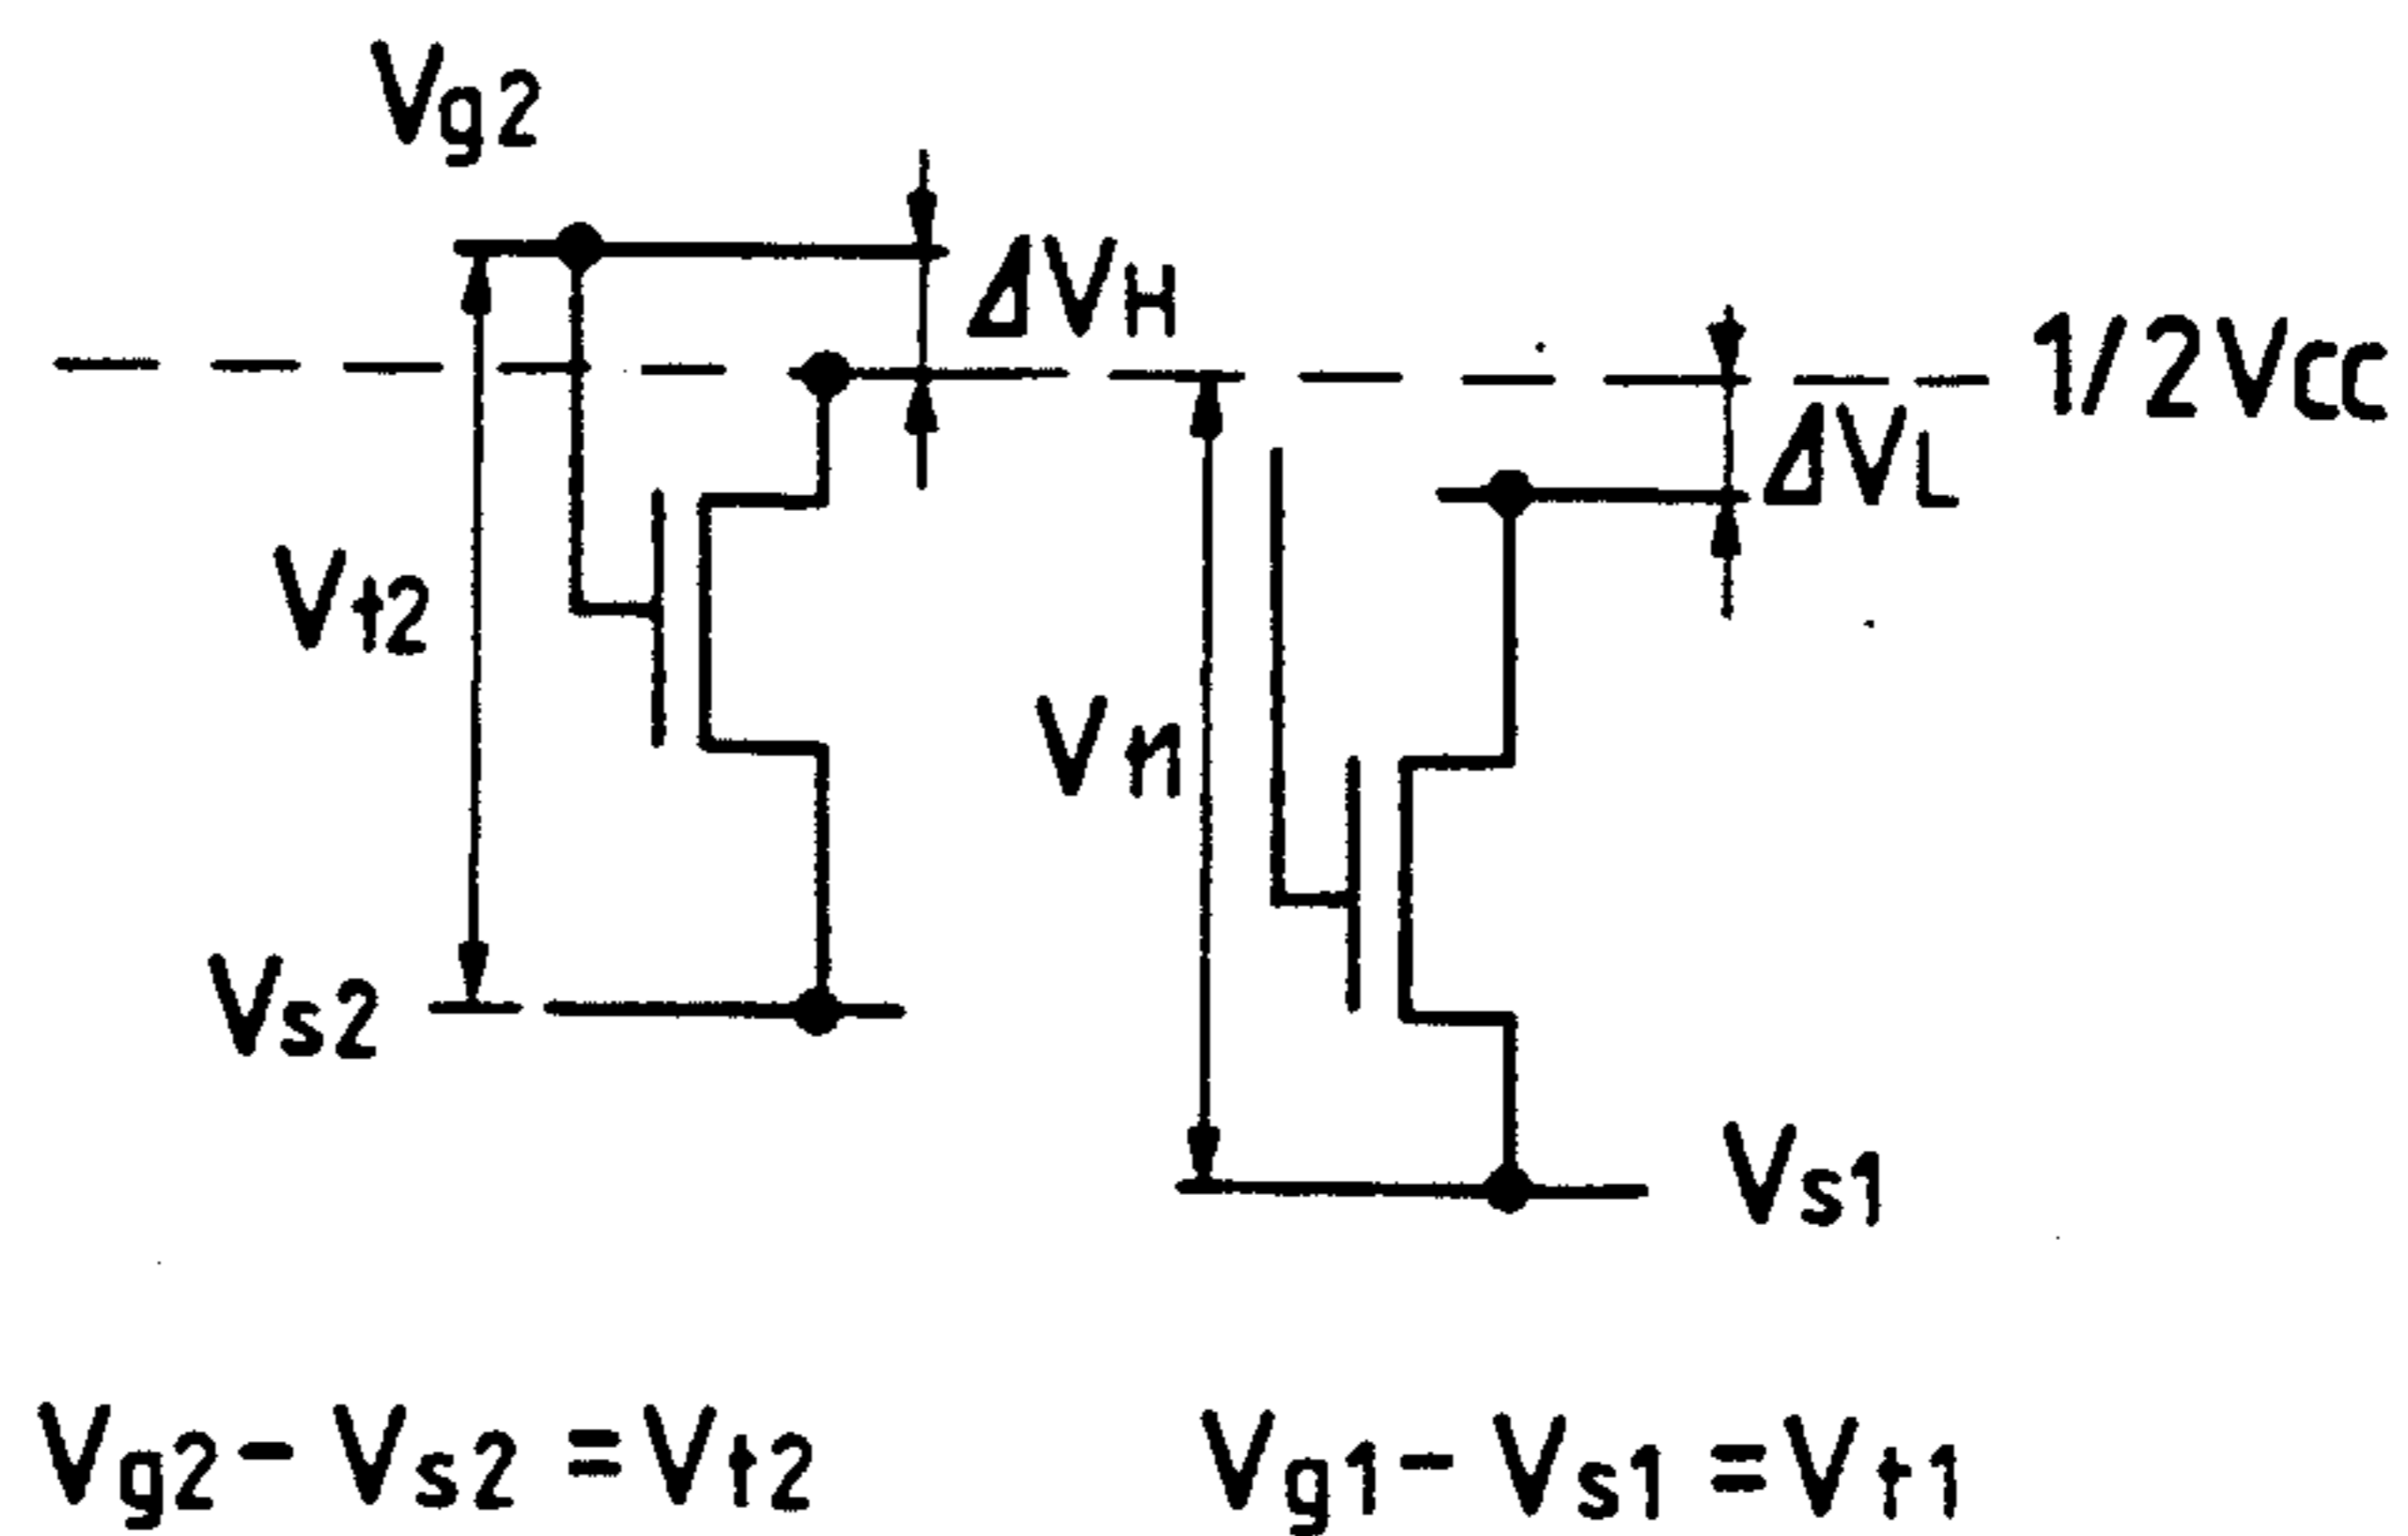 Vg2
ΔVH
1/2Vcc
ΔVL
Vt2
Vt1
Vs2
Vs1
Vg2 - Vs2 = Vt2
Vg1 - Vs1 = Vt1